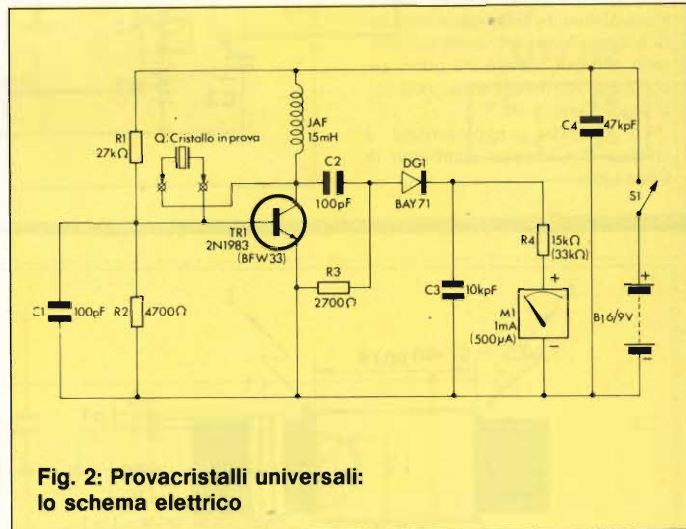 JAF
15mH
C4
47kpF
R1
27kΩ
Q: Cristallo in prova
C2
100pF
DG1
BAY71
S1
TR1
2N1983
(BFW33)
R3
2700Ω
R4
15kΩ
(33kΩ)
C1
100pF
R2
4700Ω
C3
10kpF
+
M1
1mA
(500µA)
–
+
B1 6/9V
–
Fig. 2: Provacristalli universali:
lo schema elettrico